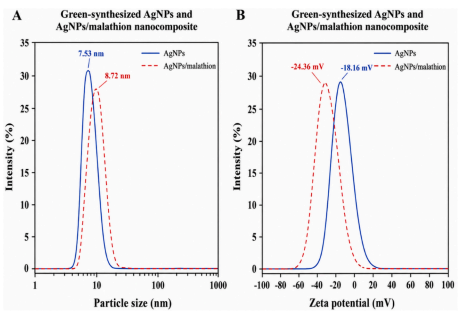 A
Green-synthesized AgNPs and
AgNPs/malathion nanocomposite
7.53 nm
8.72 nm
AgNPs
AgNPs/malathion
35
30
25
20
15
10
5
0
Intensity (%)
1
10
100
1000
Particle size (nm)
B
Green-synthesized AgNPs and
AgNPs/malathion nanocomposite
-24.36 mV
-18.16 mV
AgNPs
AgNPs/malathion
35
30
25
20
15
10
5
0
Intensity (%)
-100
-80
-60
-40
-20
0
20
40
60
80
100
Zeta potential (mV)